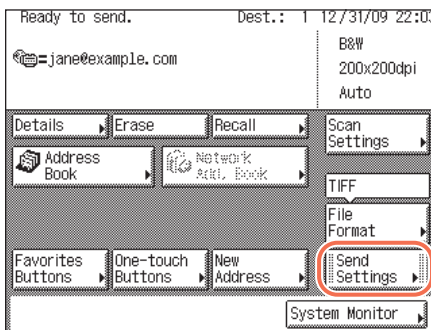 Ready to send. Dest.: 1 12/31/09 22:03
=jane@example.com
B&W
200x200dpi
Auto
Details Erase Recall
Scan Settings
Address Book
Network Add. Book
TIFF
File Format
Favorites Buttons
One-touch Buttons
New Address
Send Settings
System Monitor